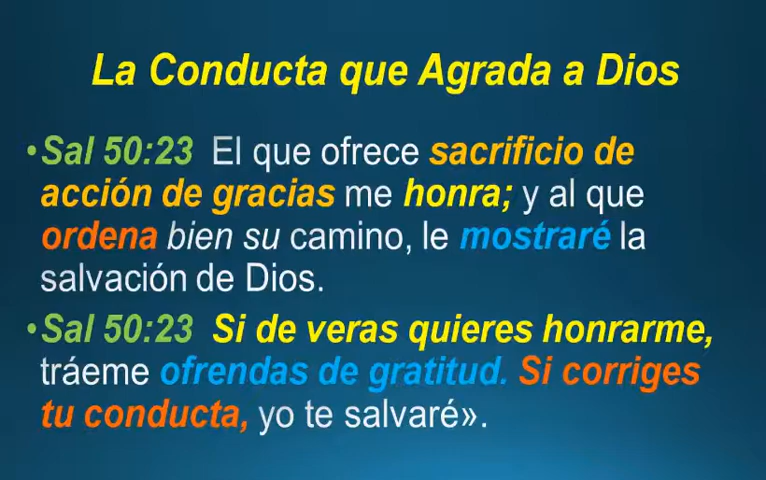 La Conducta que Agrada a Dios
•Sal 50:23 El que ofrece sacrificio de
acción de gracias me honra; y al que
ordena bien su camino, le mostraré la
salvación de Dios.
•Sal 50:23 Si de veras quieres honrarme,
tráeme ofrendas de gratitud. Si corriges
tu conducta, yo te salvaré».